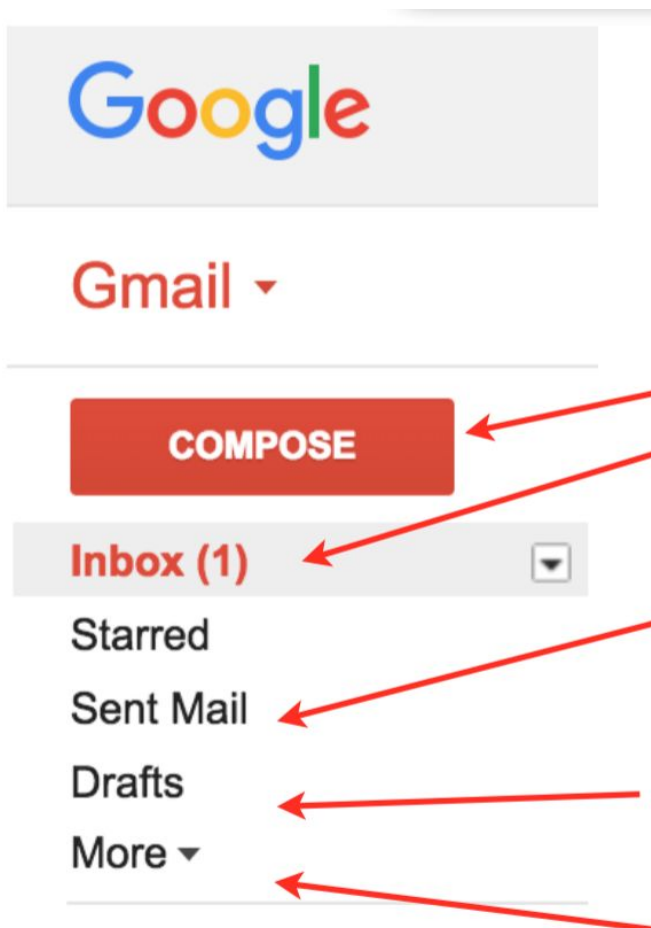 Google
Gmail
COMPOSE
Inbox (1)
Starred
Sent Mail
Drafts
More